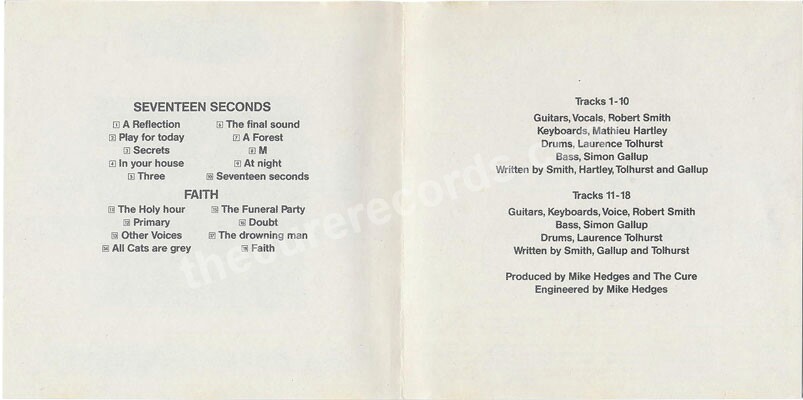 SEVENTEEN SECONDS
1 A Reflection
2 Play for today
3 Secrets
4 In your house
5 Three
6 The final sound
7 A Forest
8 M
9 At night
10 Seventeen seconds
FAITH
11 The Holy hour
12 Primary
13 Other Voices
14 All Cats are grey
15 The Funeral Party
16 Doubt
17 The drowning man
18 Faith
Tracks 1-10
Guitars, Vocals, Robert Smith
Keyboards, Mathieu Hartley
Drums, Laurence Tolhurst
Bass, Simon Gallup
Written by Smith, Hartley, Tolhurst and Gallup
Tracks 11-18
Guitars, Keyboards, Voice, Robert Smith
Bass, Simon Gallup
Drums, Laurence Tolhurst
Written by Smith, Gallup and Tolhurst
Produced by Mike Hedges and The Cure
Engineered by Mike Hedges